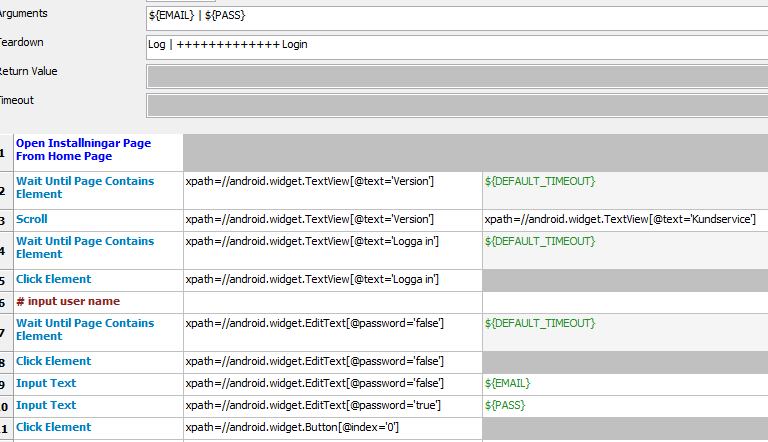 Arguments
${EMAIL} | ${PASS}
Teardown
Log | +++++++++++++ Login
Return Value
Timeout
1 Open Installningar Page
From Home Page
2 Wait Until Page Contains Element xpath=//android.widget.TextView[@text='Version'] ${DEFAULT_TIMEOUT}
3 Scroll xpath=//android.widget.TextView[@text='Version'] xpath=//android.widget.TextView[@text='Kundservice']
4 Wait Until Page Contains Element xpath=//android.widget.TextView[@text='Logga in'] ${DEFAULT_TIMEOUT}
5 Click Element xpath=//android.widget.TextView[@text='Logga in']
6 # input user name
7 Wait Until Page Contains Element xpath=//android.widget.EditText[@password='false'] ${DEFAULT_TIMEOUT}
8 Click Element xpath=//android.widget.EditText[@password='false']
9 Input Text xpath=//android.widget.EditText[@password='false'] ${EMAIL}
10 Input Text xpath=//android.widget.EditText[@password='true'] ${PASS}
11 Click Element xpath=//android.widget.Button[@index='0']